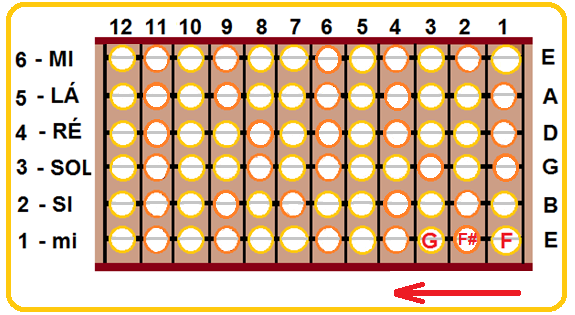 12 11 10 9 8 7 6 5 4 3 2 1
6 - MI E
5 - LÁ A
4 - RÉ D
3 - SOL G
2 - SI B
1 - mi G F# F E